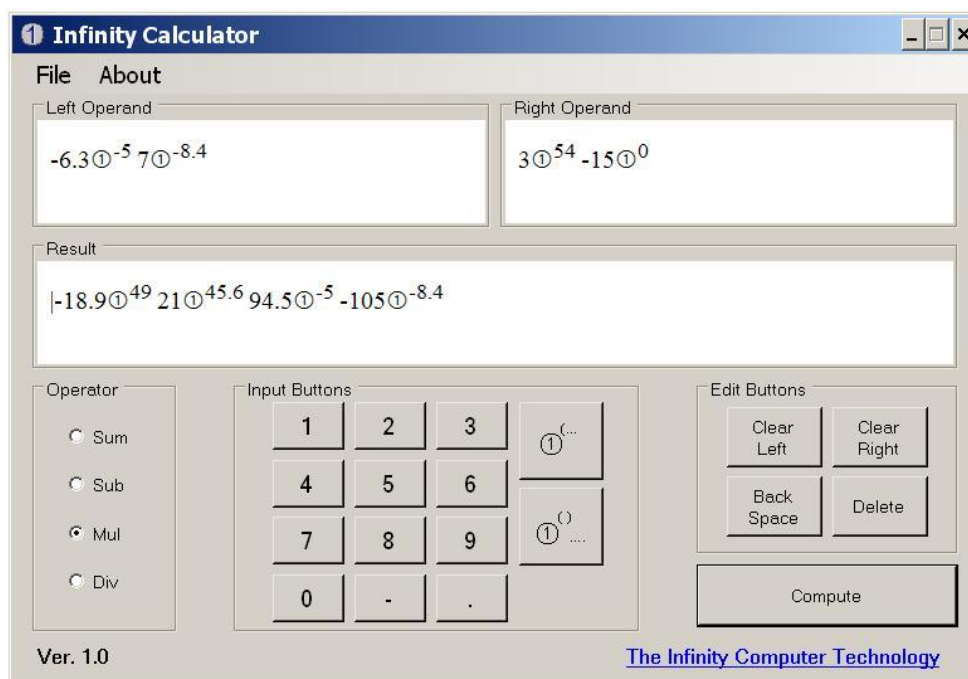 ① Infinity Calculator
File About
Left Operand
-6.3①^-5 7①^-8.4
Right Operand
3①^54 -15①^0
Result
-18.9①^49 21①^45.6 94.5①^-5 -105①^-8.4
Operator
Sum
Sub
Mul
Div
Input Buttons
1 2 3
①^(...
4 5 6
7 8 9
①^() ....
0 - .
Edit Buttons
Clear
Left
Clear
Right
Back
Space
Delete
Compute
Ver. 1.0
The Infinity Computer Technology